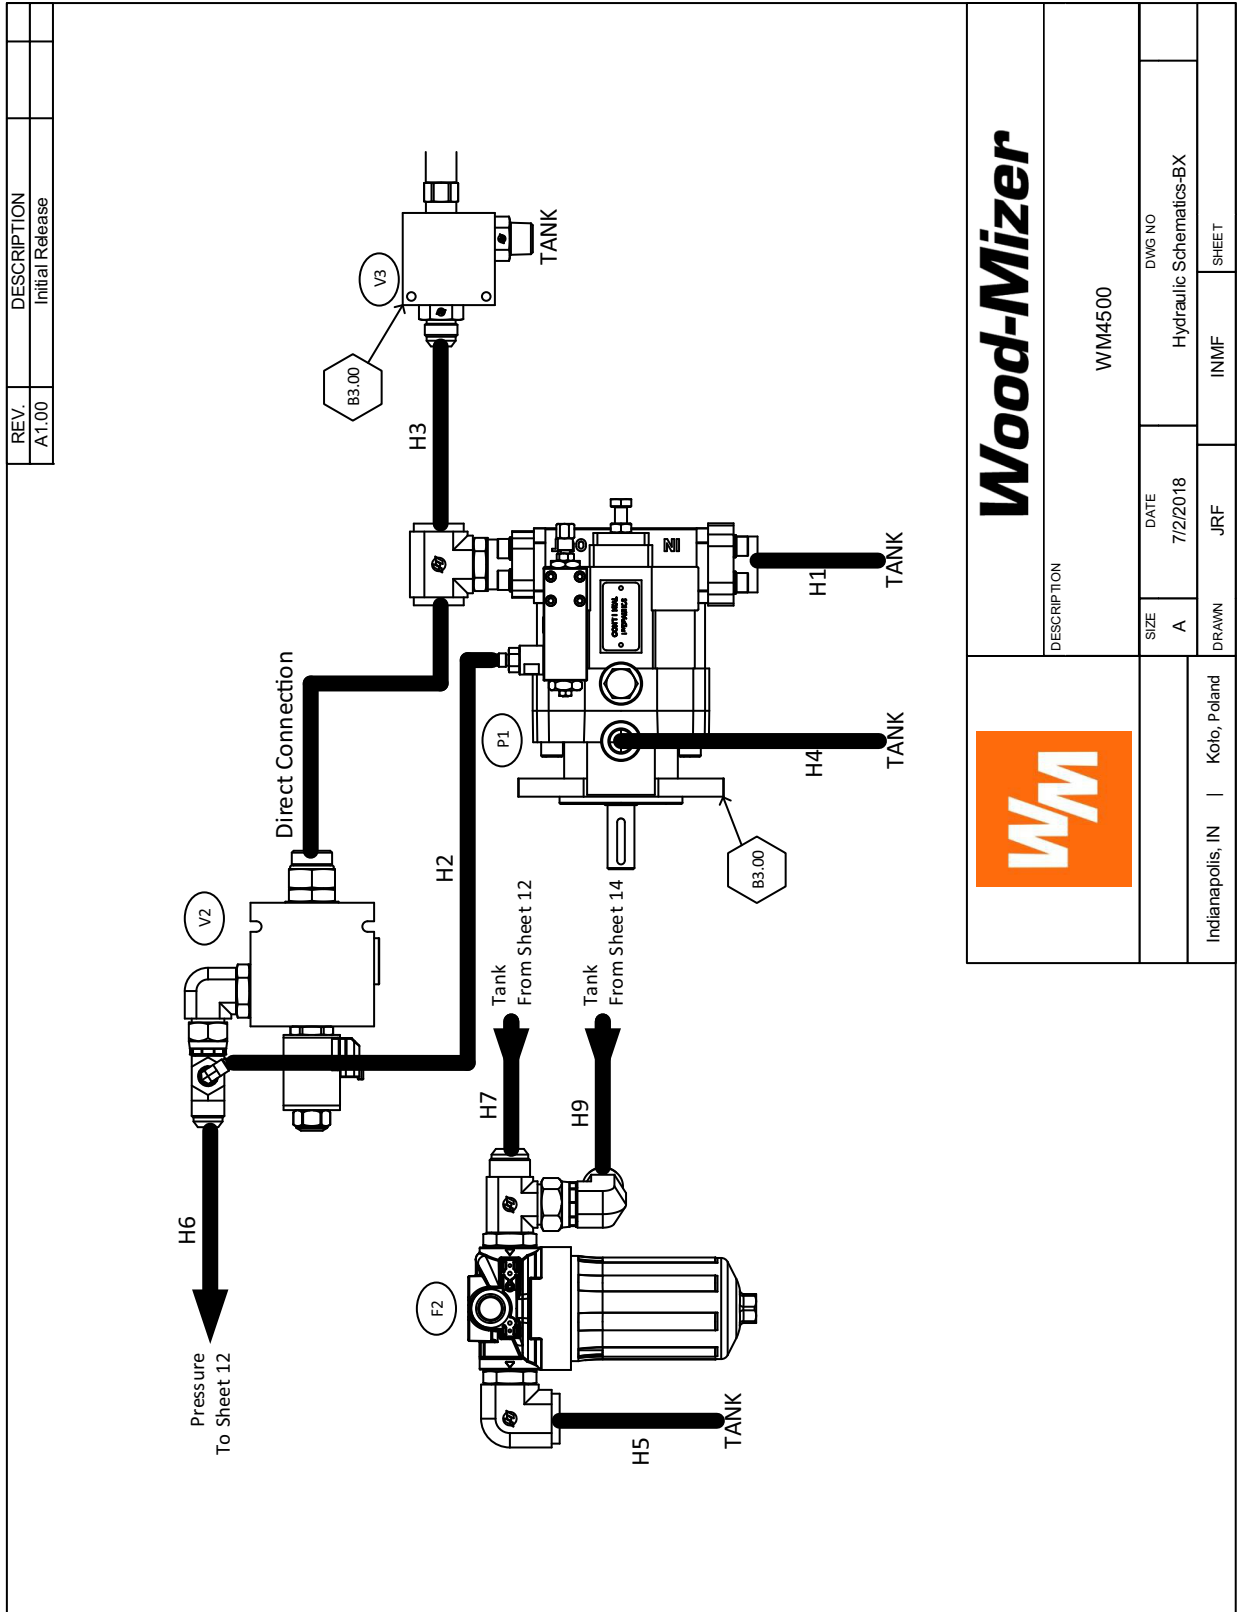 REV.
DESCRIPTION
A1.00
Initial Release
Pressure
To Sheet 12
H6
V2
Direct Connection
H2
H3
B3.00
V3
TANK
P1
O
IN
CONTINENTAL
H1
TANK
H4
TANK
B3.00
F2
H7
Tank
From Sheet 12
H9
Tank
From Sheet 14
H5
TANK
WM
Wood-Mizer
DESCRIPTION
WM4500
Indianapolis, IN | Koło, Poland
SIZE
A
DATE
7/2/2018
DWG NO
Hydraulic Schematics-BX
DRAWN
JRF
INMF
SHEET